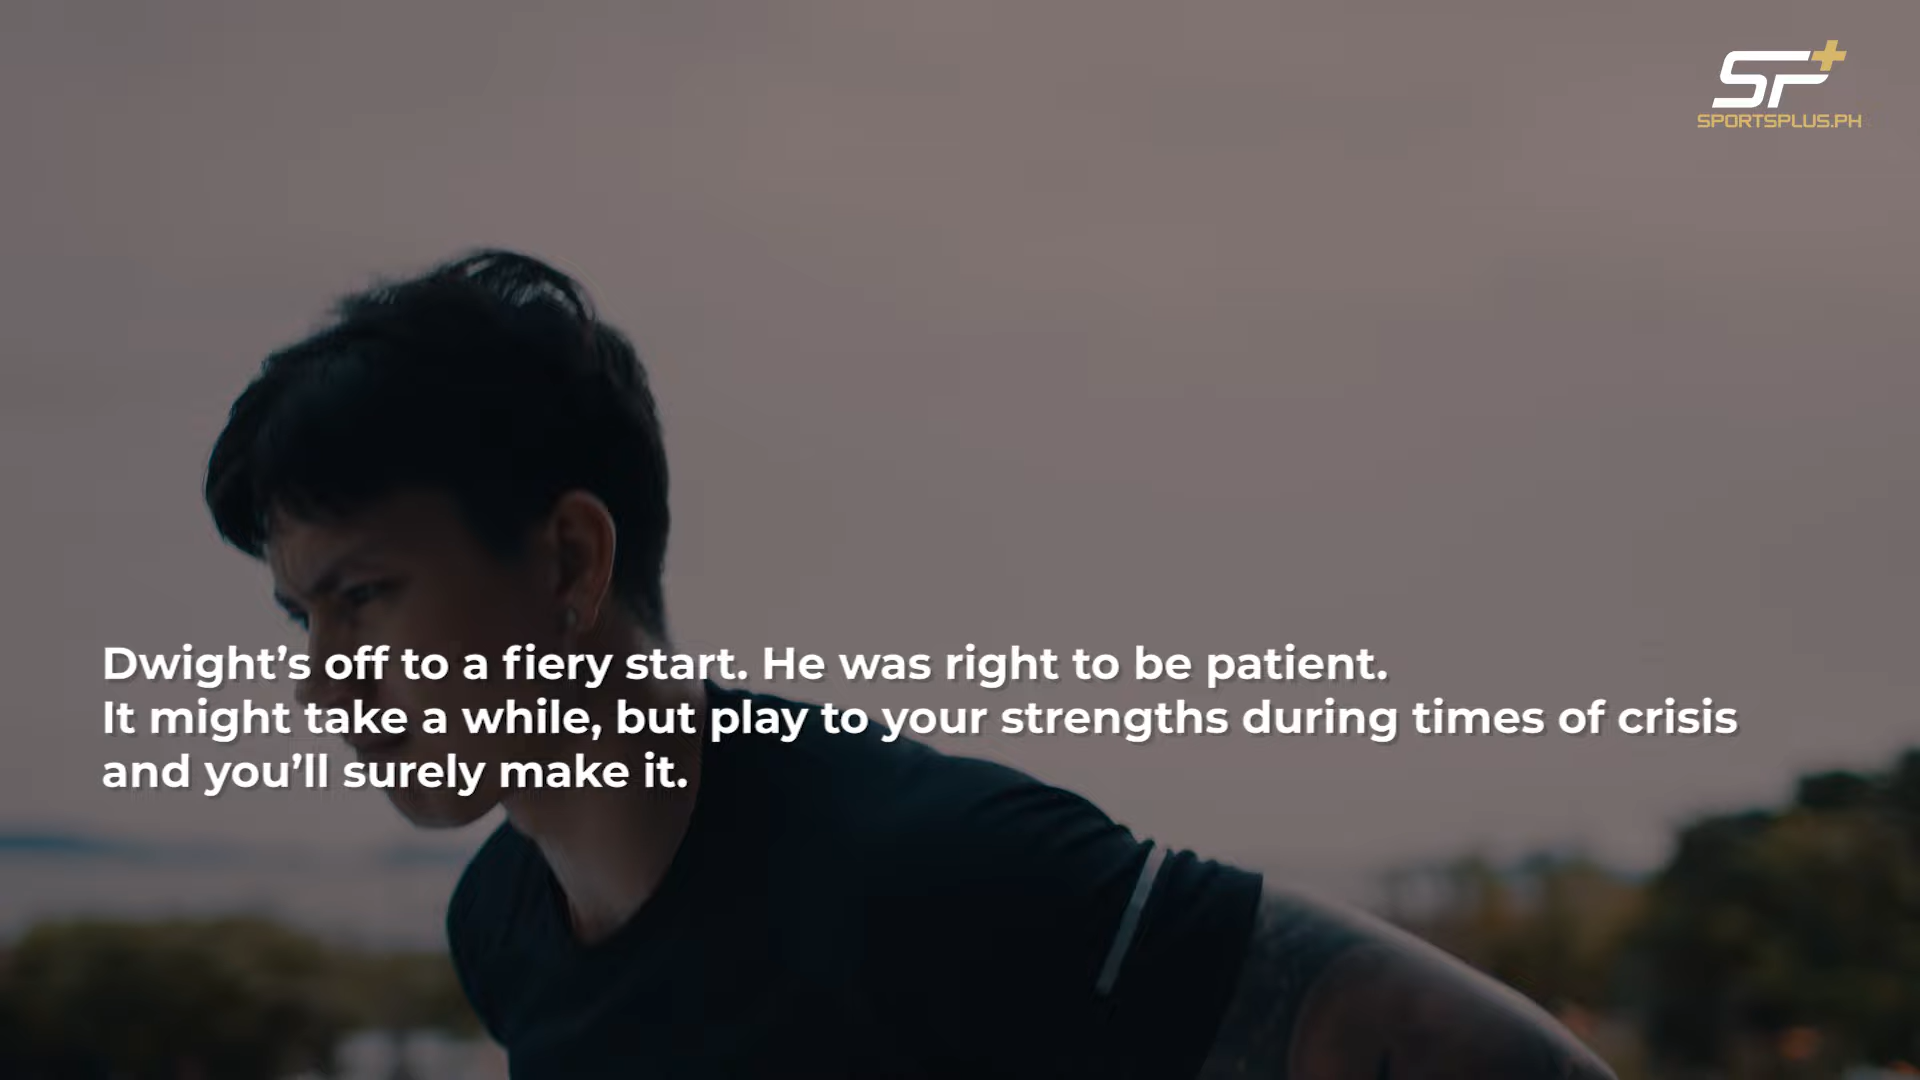 SP+
SPORTSPLUS.PH
Dwight’s off to a fiery start. He was right to be patient.
It might take a while, but play to your strengths during times of crisis
and you’ll surely make it.